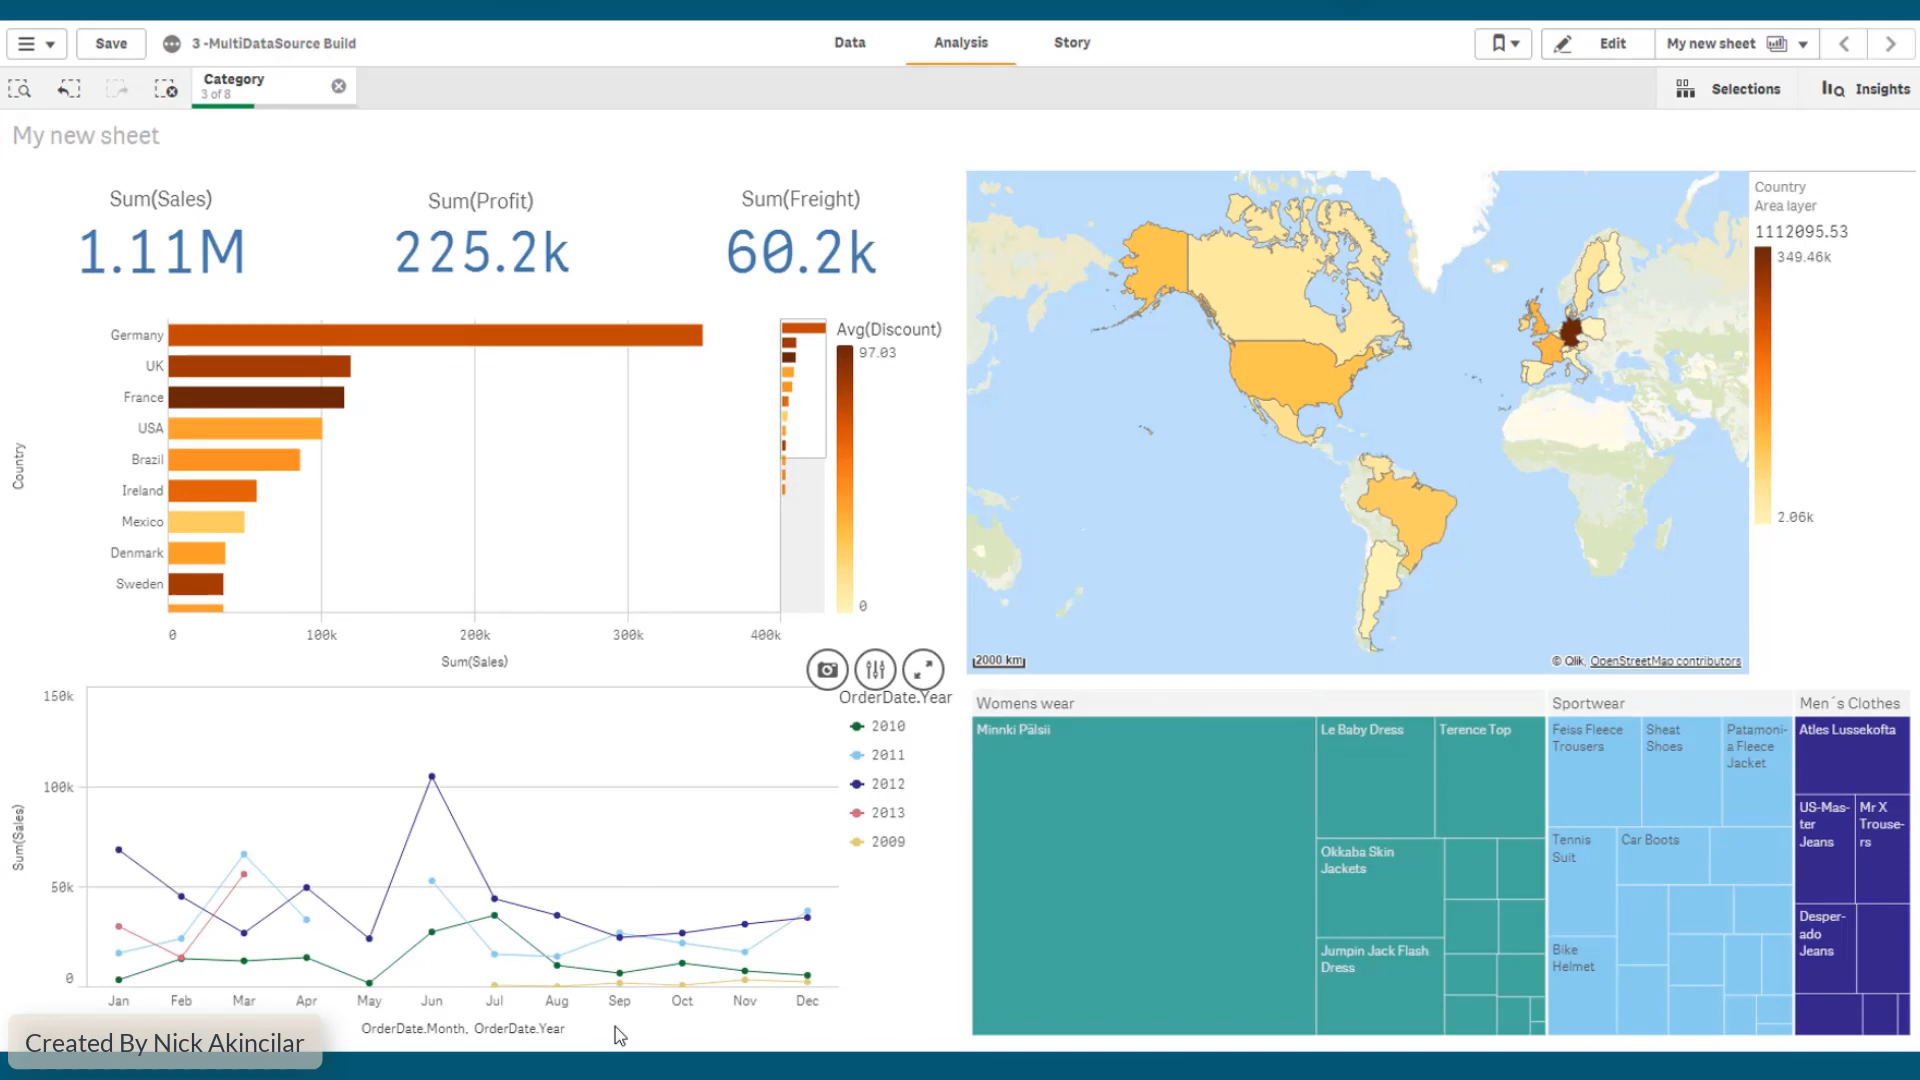 Save
3 -MultiDataSource Build
Data
Analysis
Story
Edit
My new sheet
Category
3 of 8
Selections
Insights
My new sheet
Sum(Sales)
1.11M
Sum(Profit)
225.2k
Sum(Freight)
60.2k
Country
Germany
UK
France
USA
Brazil
Ireland
Mexico
Denmark
Sweden
0
100k
200k
300k
400k
Sum(Sales)
Avg(Discount)
97.03
0
Country
Area layer
1112095.53
349.46k
2.06k
2000 km
© Qlik, OpenStreetMap contributors
Sum(Sales)
150k
100k
50k
0
Jan
Feb
Mar
Apr
May
Jun
Jul
Aug
Sep
Oct
Nov
Dec
OrderDate.Month, OrderDate.Year
OrderDate.Year
2010
2011
2012
2013
2009
Womens wear
Minnki Pälsii
Le Baby Dress
Terence Top
Okkaba Skin
Jackets
Jumpin Jack Flash
Dress
Sportwear
Feiss Fleece
Trousers
Sheat
Shoes
Patamoni-
a Fleece
Jacket
Tennis
Suit
Car Boots
Bike
Helmet
Men´s Clothes
Atles Lussekofta
US-Mas-
ter
Jeans
Mr X
Trouse-
rs
Desper-
ado
Jeans
Created By Nick Akincilar